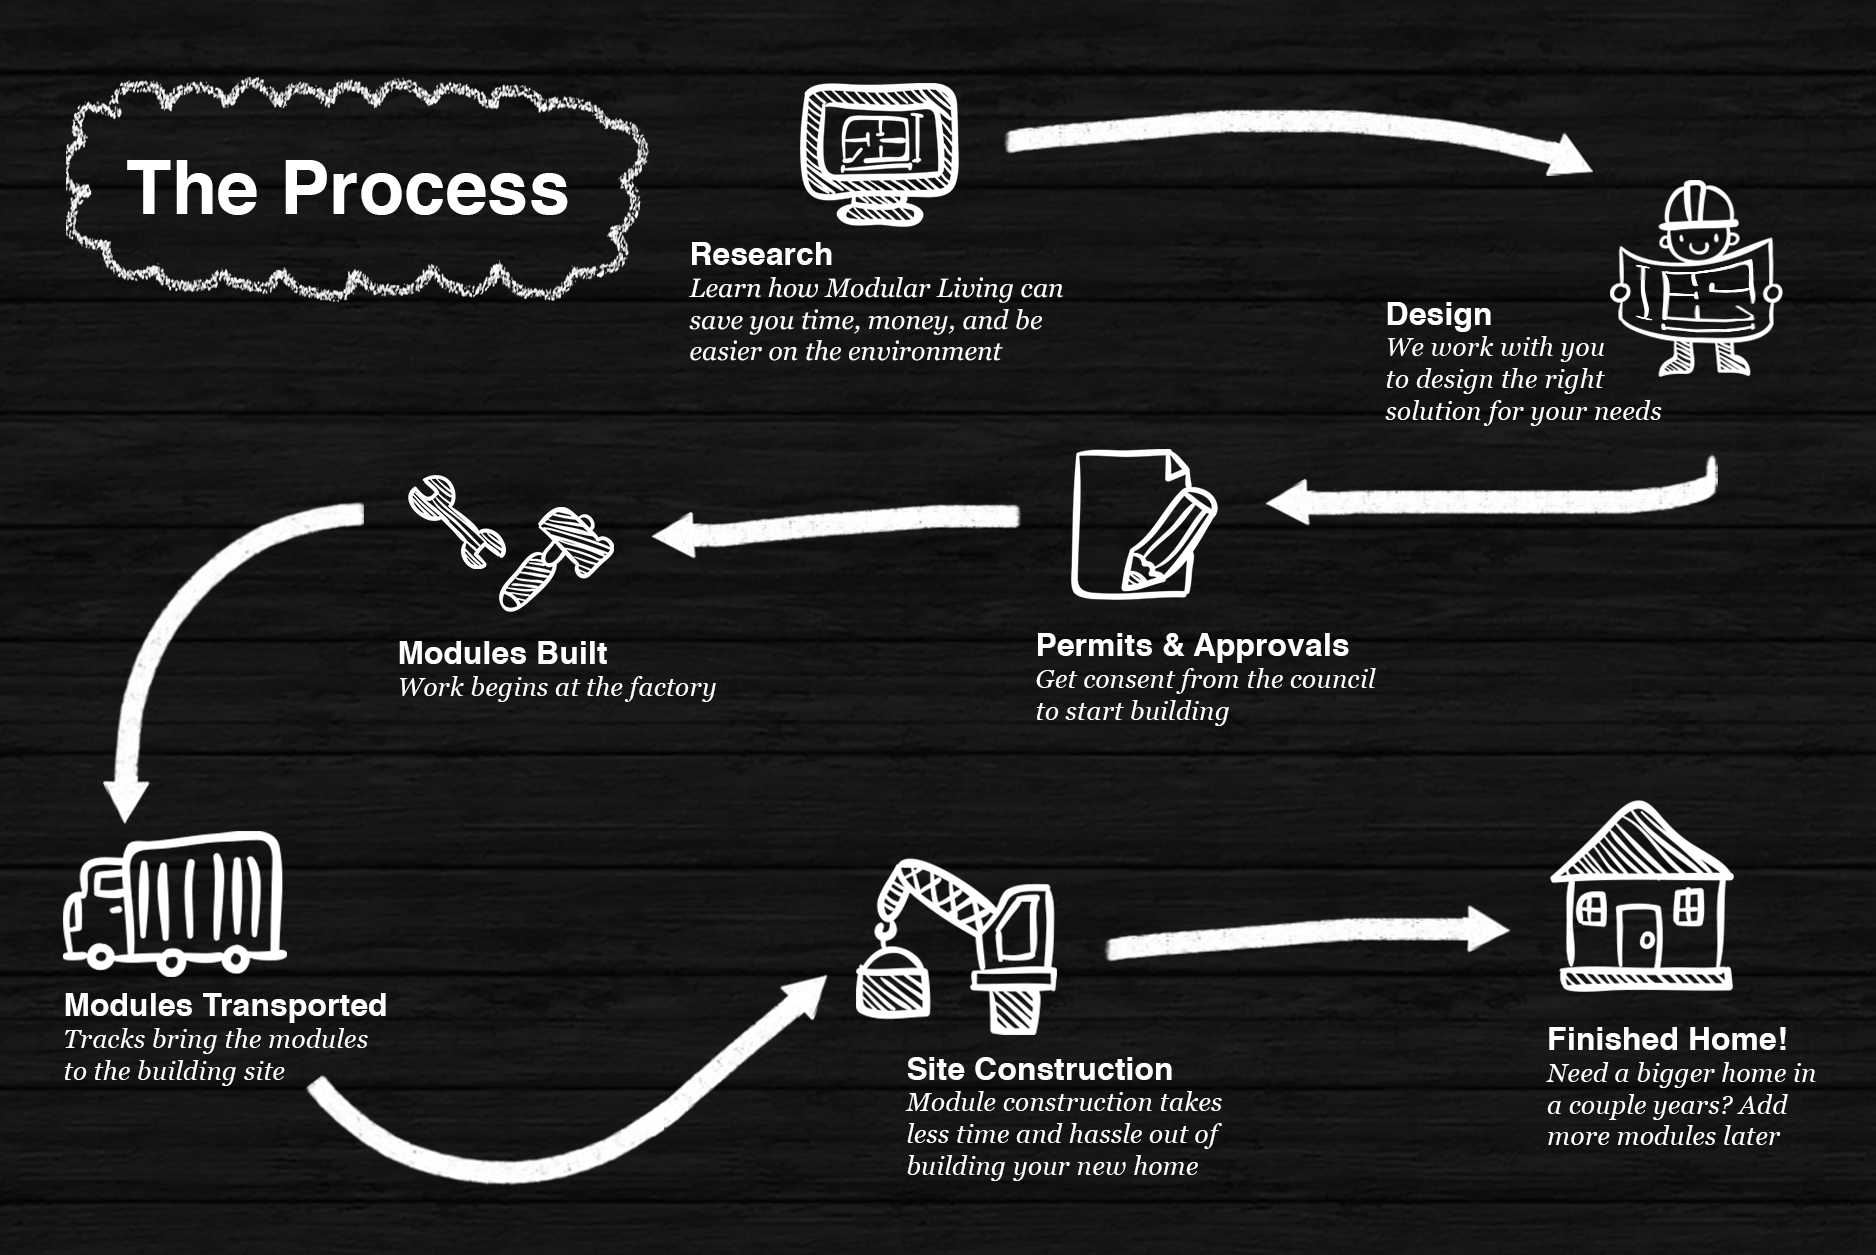 The Process
Research
Learn how Modular Living can
save you time, money, and be
easier on the environment
Design
We work with you
to design the right
solution for your needs
Permits & Approvals
Get consent from the council
to start building
Modules Built
Work begins at the factory
Modules Transported
Tracks bring the modules
to the building site
Site Construction
Module construction takes
less time and hassle out of
building your new home
Finished Home!
Need a bigger home in
a couple years? Add
more modules later